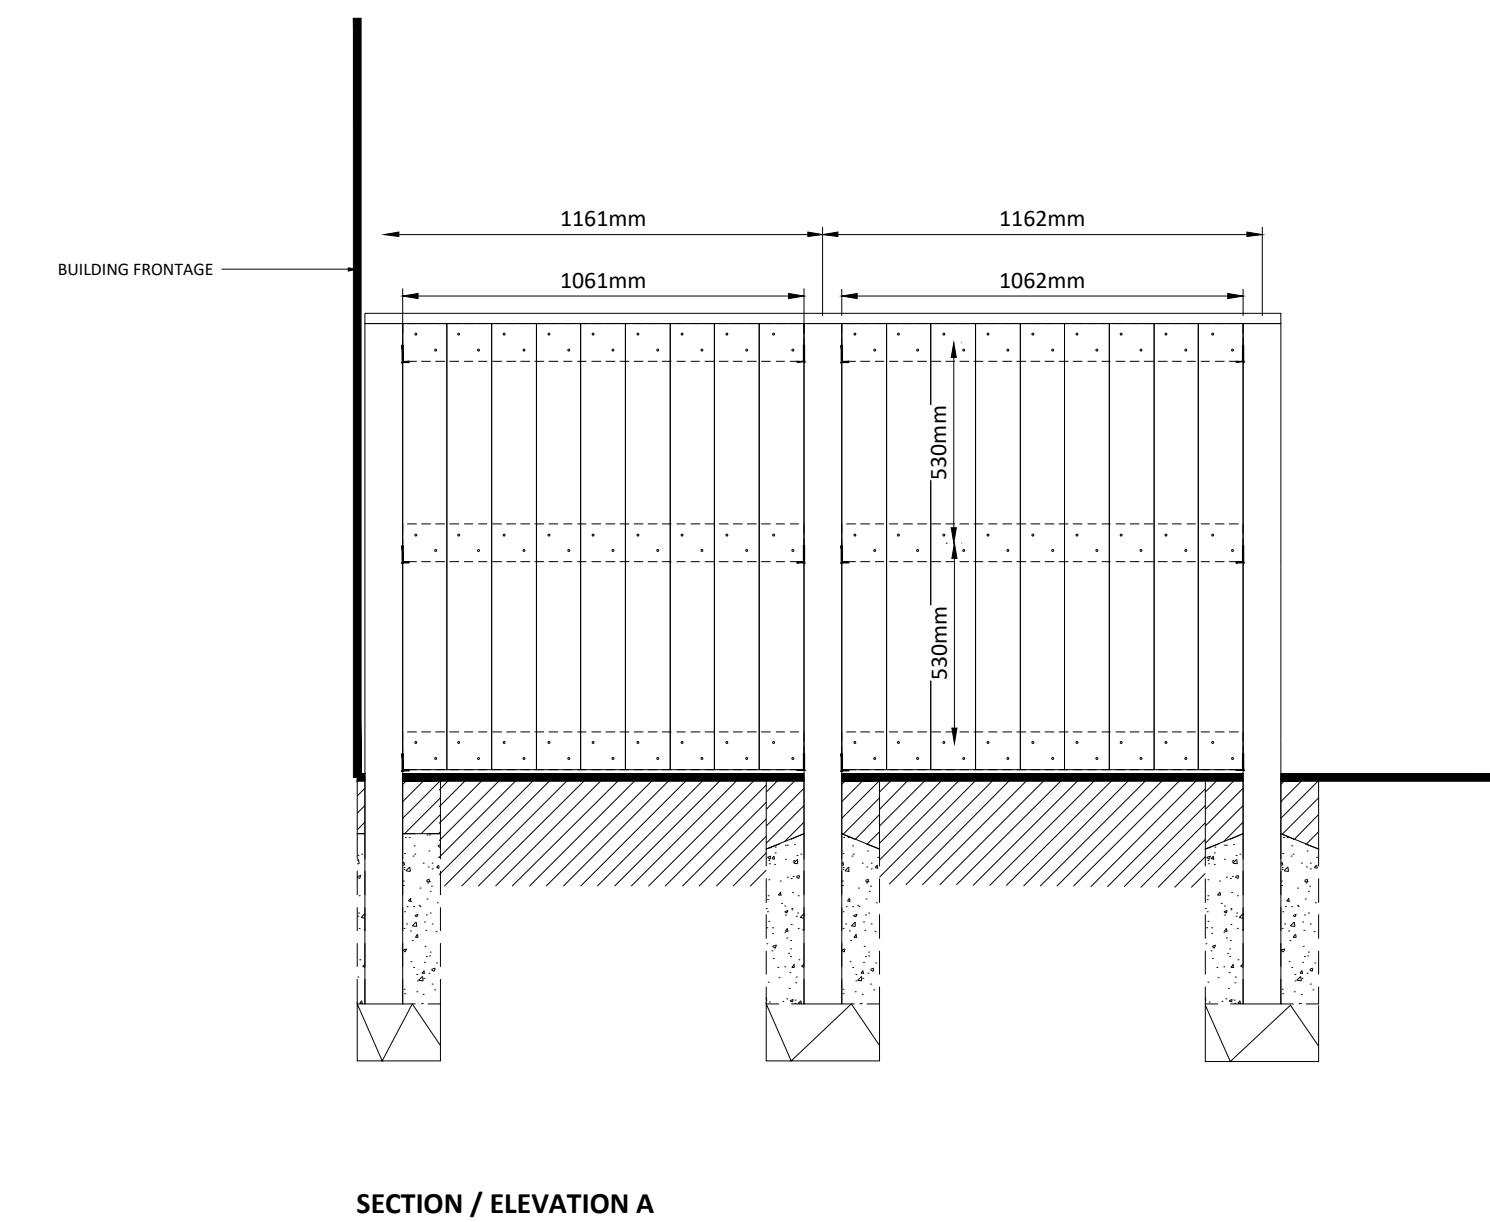 1161mm
1162mm
BUILDING FRONTAGE
1061mm
1062mm
530mm
530mm
SECTION / ELEVATION A